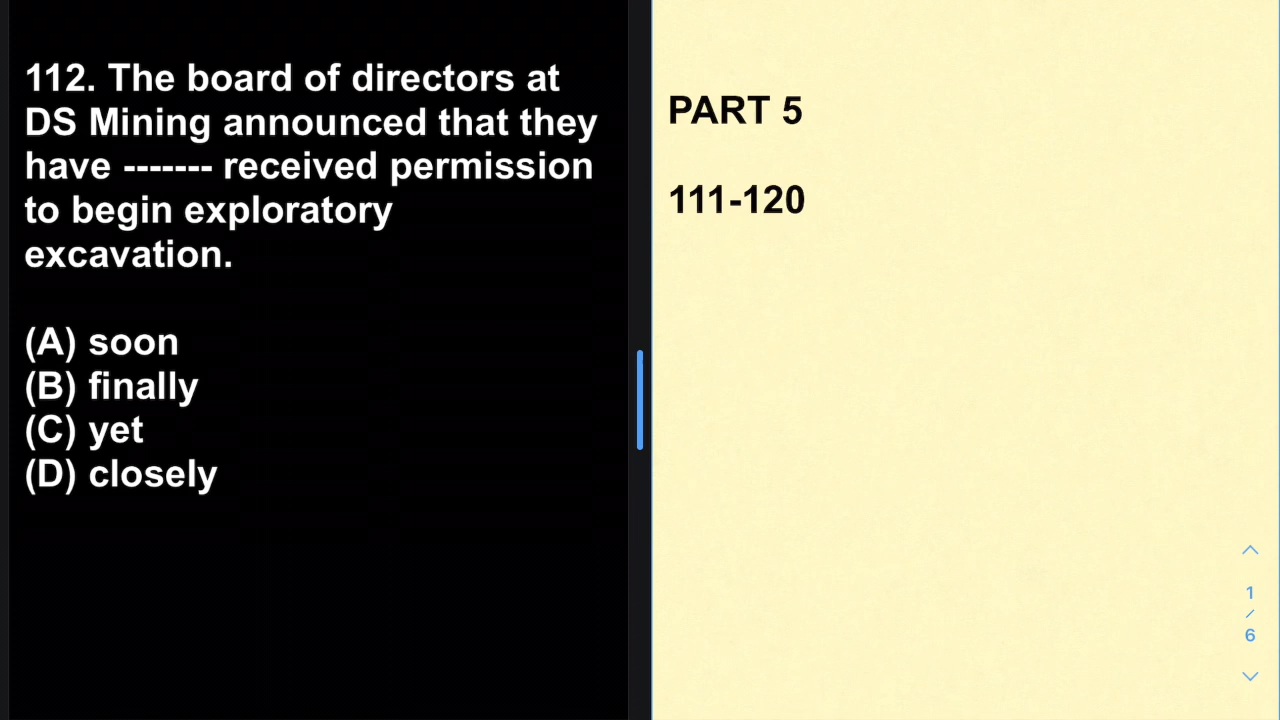 112. The board of directors at
DS Mining announced that they
have ------- received permission
to begin exploratory
excavation.
(A) soon
(B) finally
(C) yet
(D) closely
PART 5
111-120
1
/
6